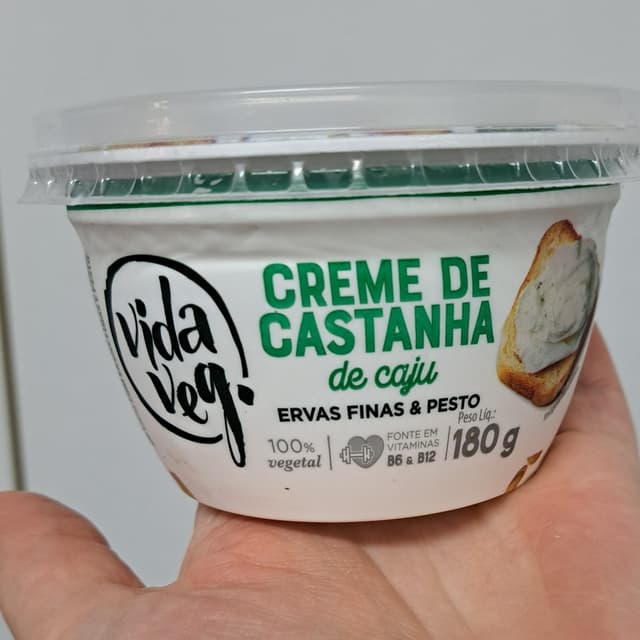 vida
veg.
CREME DE
CASTANHA
de caju
ERVAS FINAS & PESTO
100%
vegetal
FONTE EM
VITAMINAS
B6 & B12
Peso Líq.:
180 g